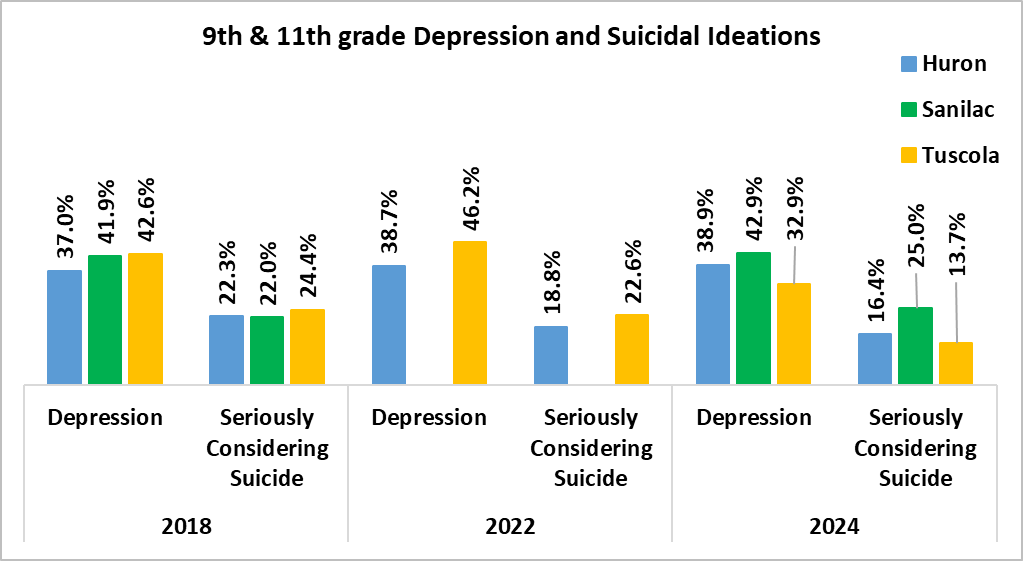 9th & 11th grade Depression and Suicidal Ideations
Huron
Sanilac
Tuscola
37.0%
41.9%
42.6%
22.3%
22.0%
24.4%
38.7%
46.2%
18.8%
22.6%
38.9%
42.9%
32.9%
16.4%
25.0%
13.7%
Depression
Seriously
Considering
Suicide
Depression
Seriously
Considering
Suicide
Depression
Seriously
Considering
Suicide
2018
2022
2024